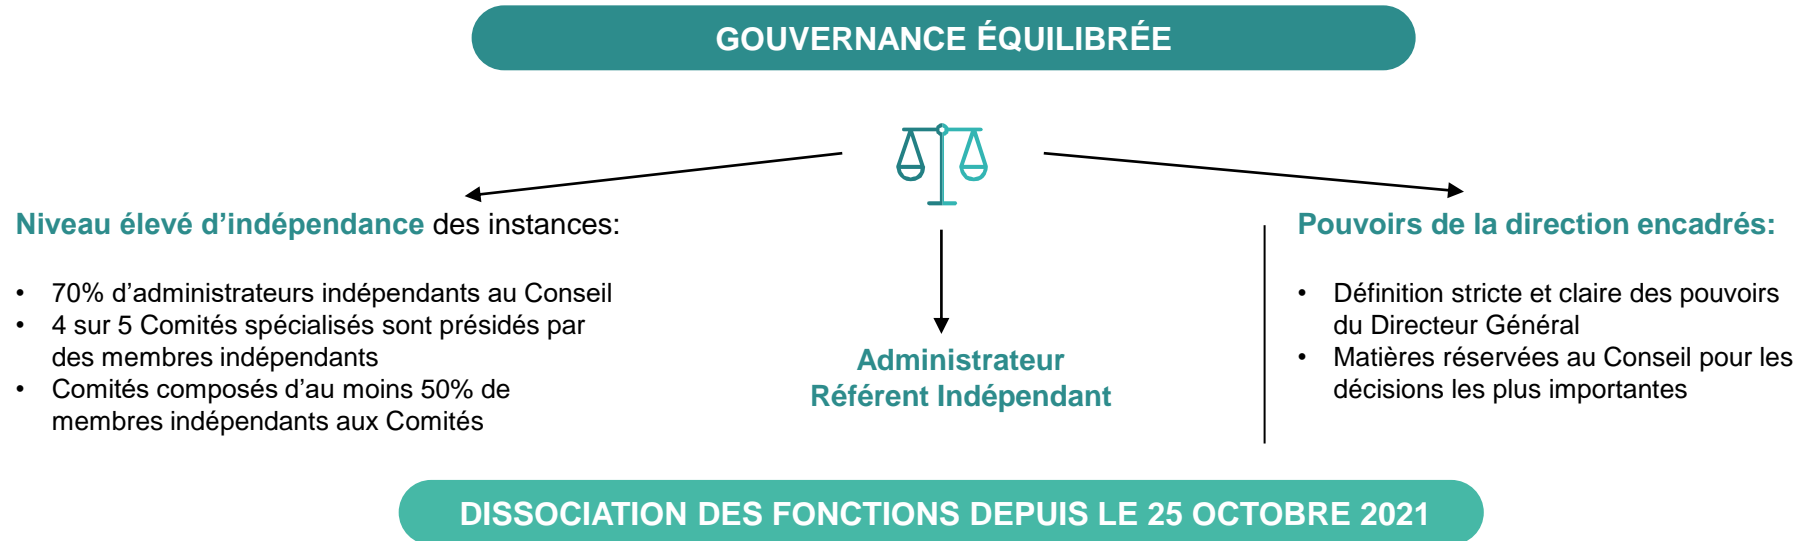 GOUVERNANCE ÉQUILIBRÉE
Niveau élevé d’indépendance des instances:
• 70% d’administrateurs indépendants au Conseil
• 4 sur 5 Comités spécialisés sont présidés par
des membres indépendants
• Comités composés d’au moins 50% de
membres indépendants aux Comités
Administrateur
Référent Indépendant
Pouvoirs de la direction encadrés:
• Définition stricte et claire des pouvoirs
du Directeur Général
• Matières réservées au Conseil pour les
décisions les plus importantes
DISSOCIATION DES FONCTIONS DEPUIS LE 25 OCTOBRE 2021